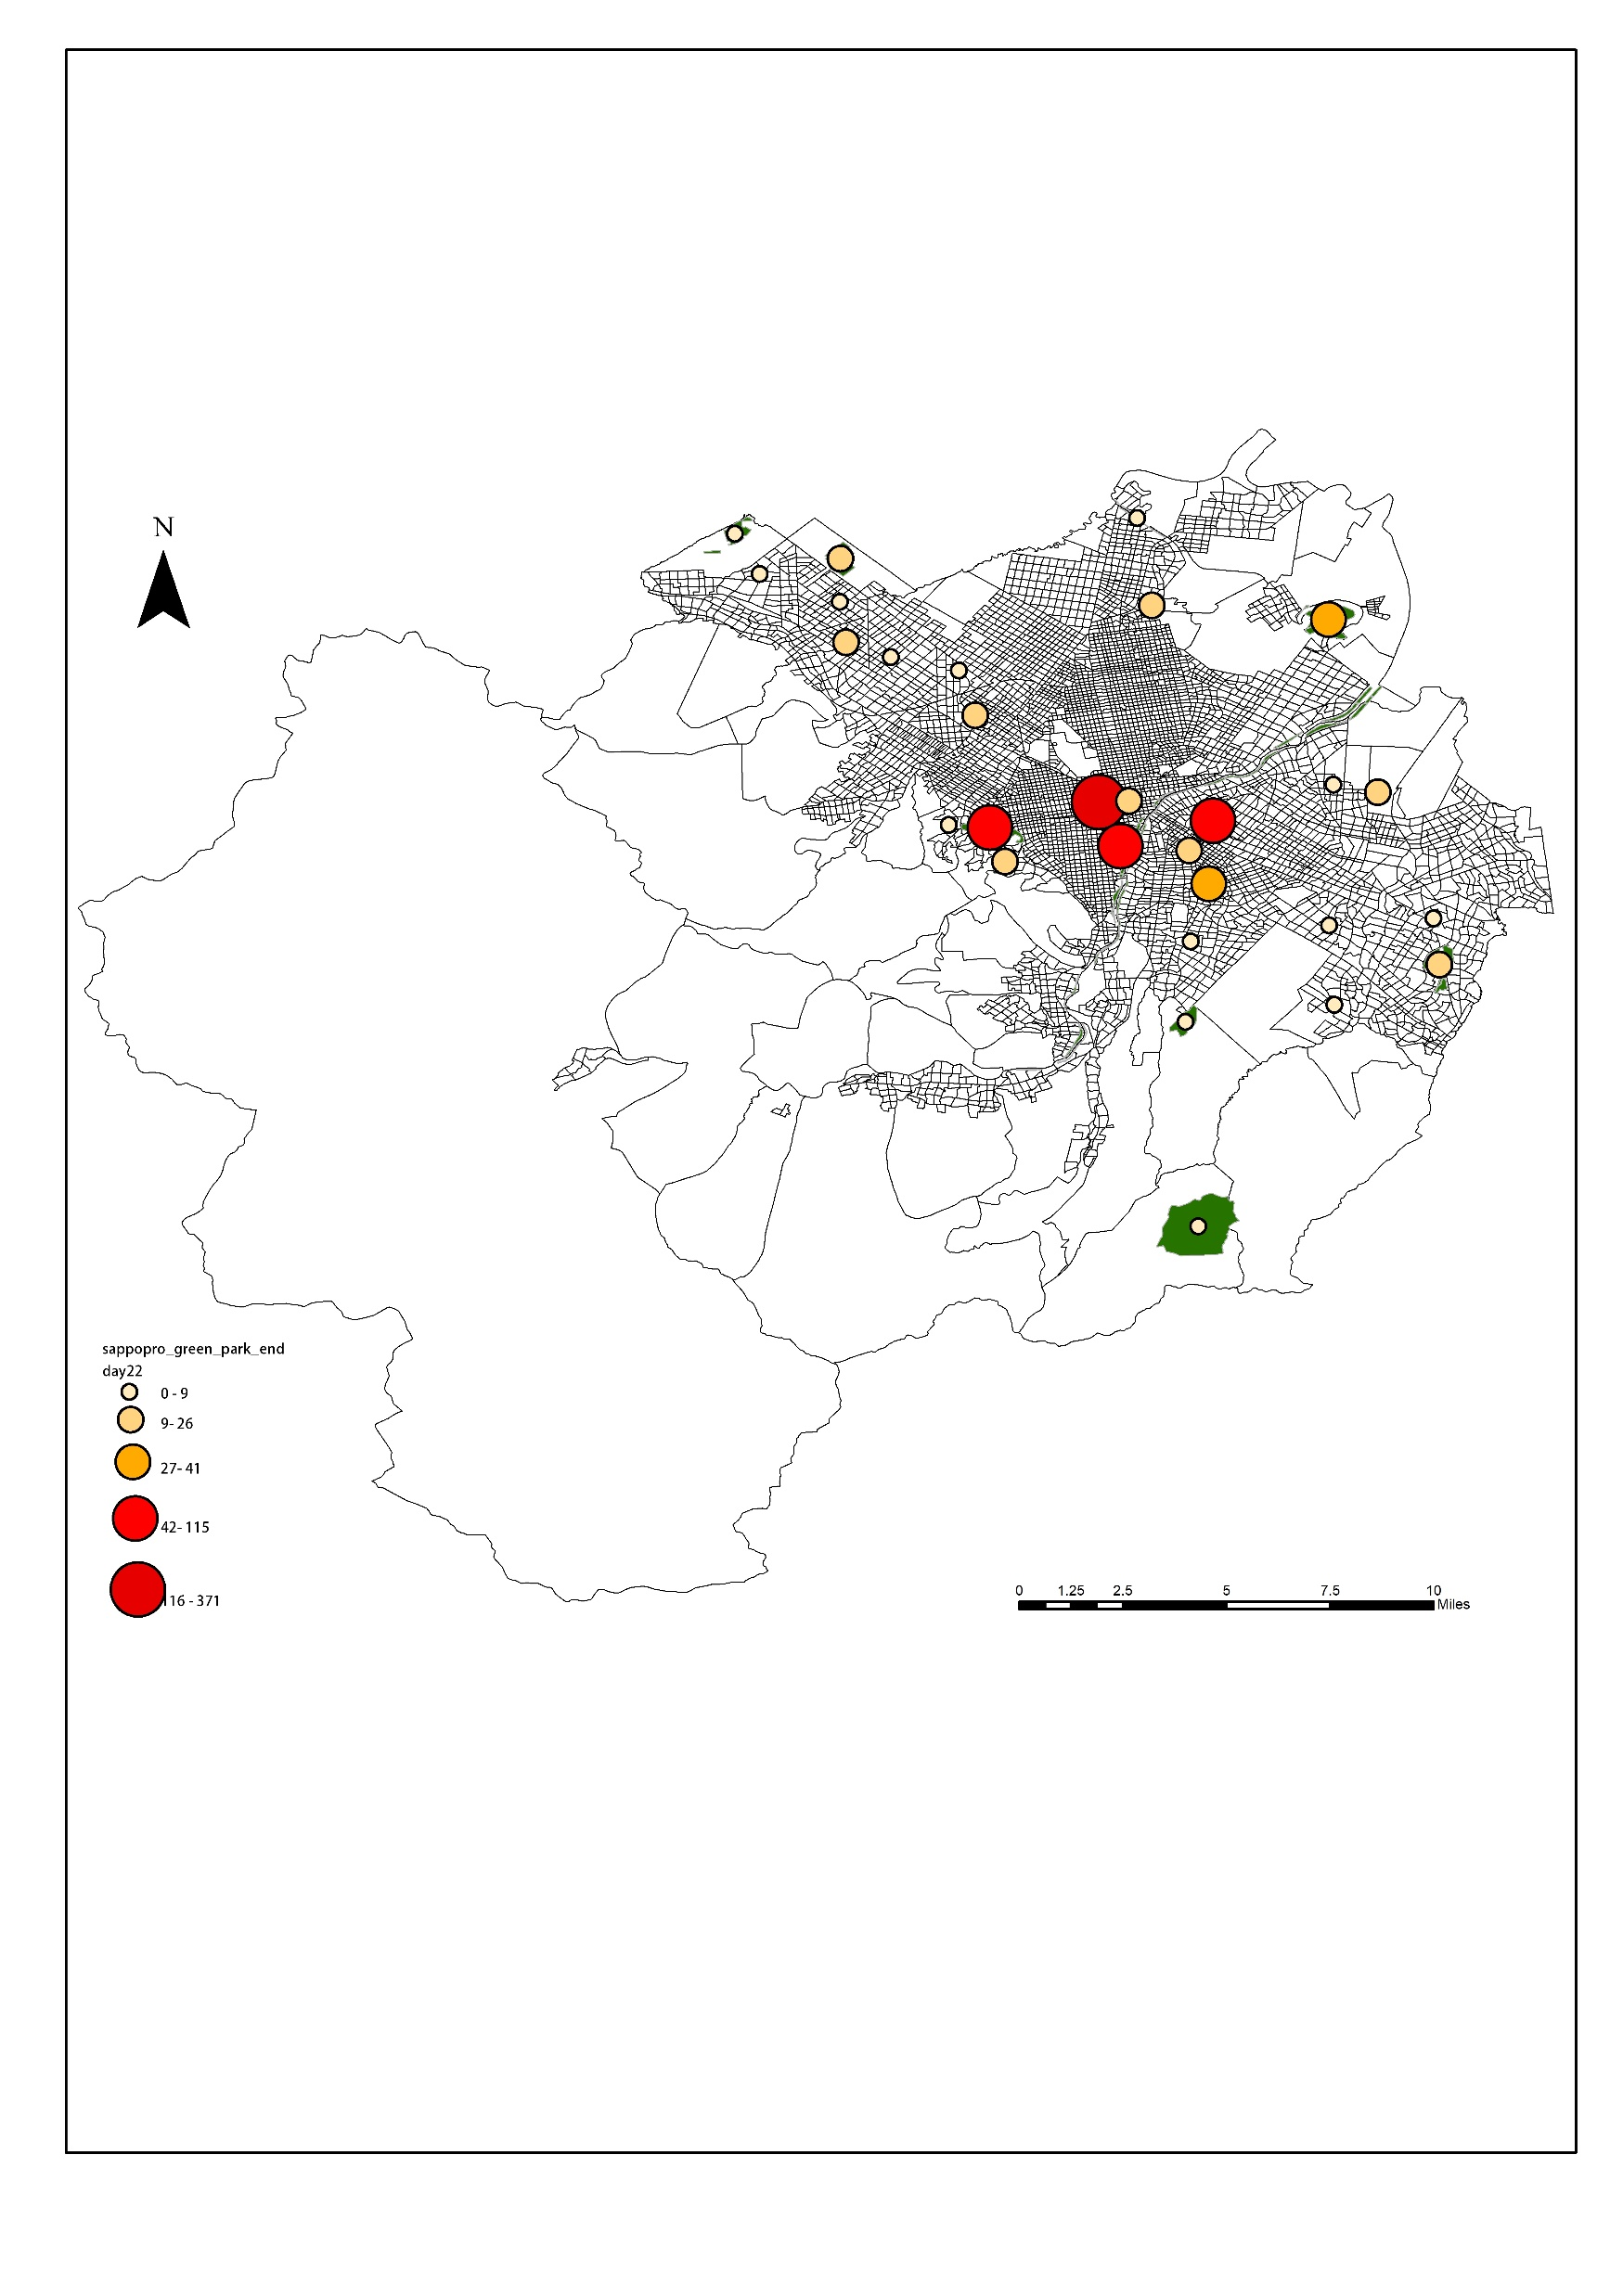 N
sappopro_green_park_end
day22
0 - 9
9- 26
27- 41
42- 115
116 - 371
0 1.25 2.5 5 7.5 10
Miles